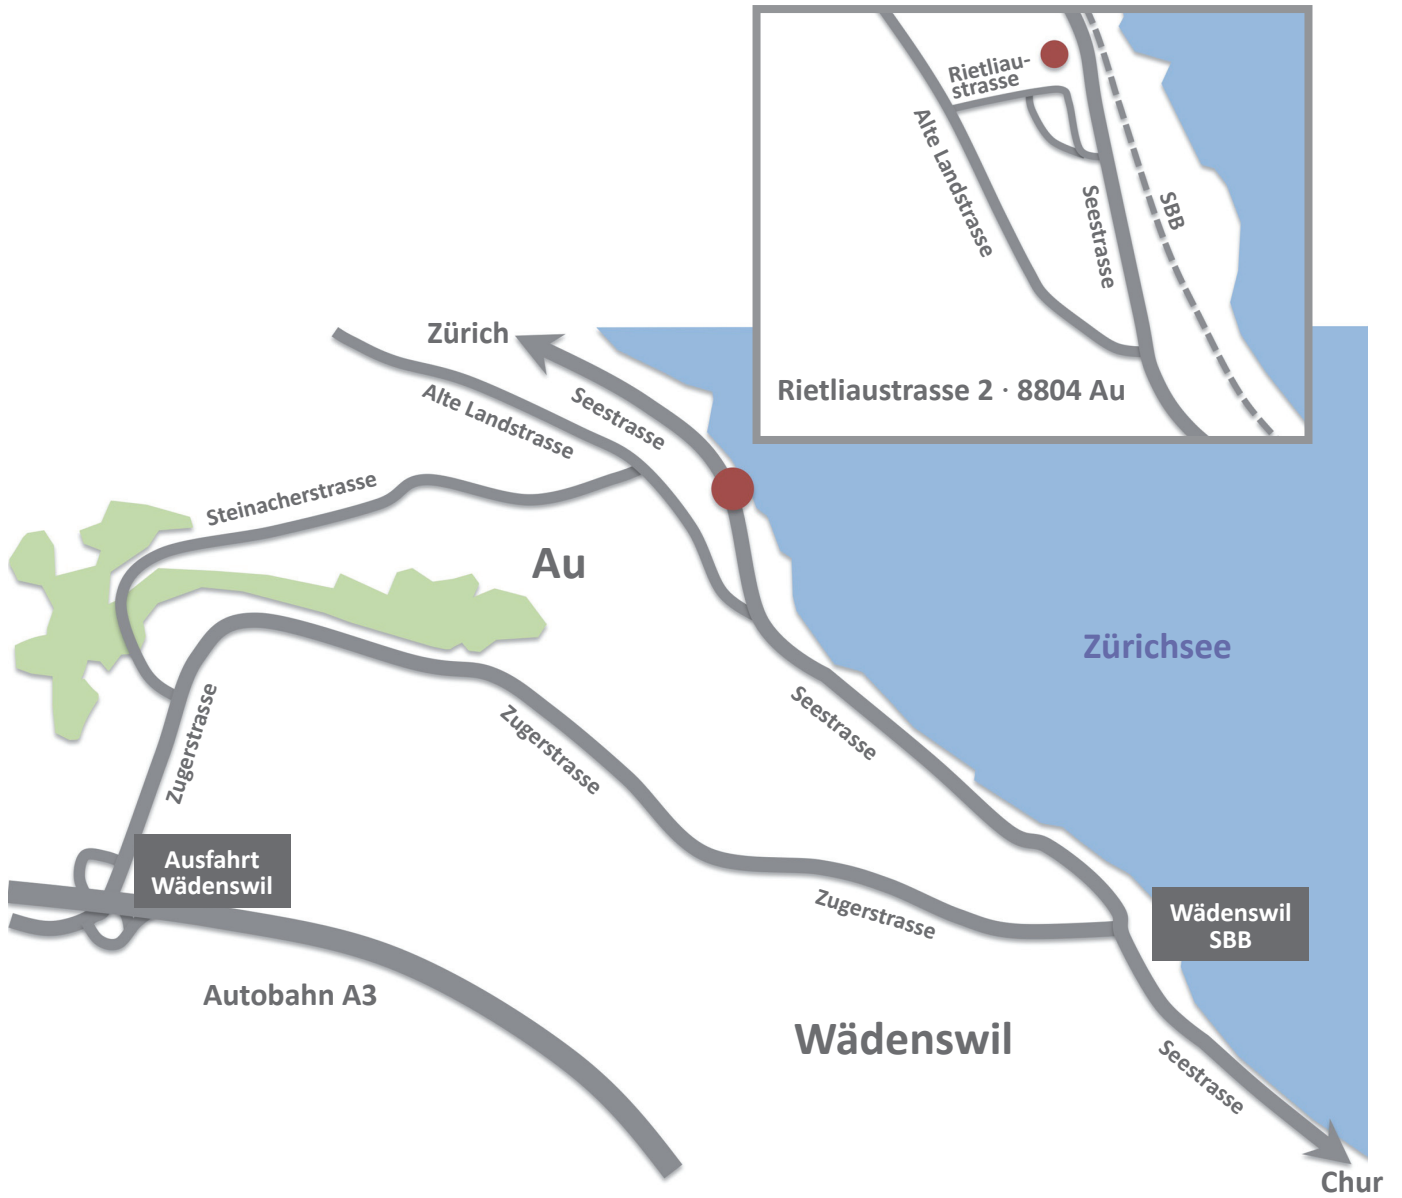 Rietliau-
strasse
Alte Landstrasse
Seestrasse
SBB
Rietliaustrasse 2 · 8804 Au
Zürich
Seestrasse
Alte Landstrasse
Steinacherstrasse
Au
Zürichsee
Zugerstrasse
Zugerstrasse
Seestrasse
Ausfahrt
Wädenswil
Zugerstrasse
Wädenswil
SBB
Autobahn A3
Wädenswil
Seestrasse
Chur